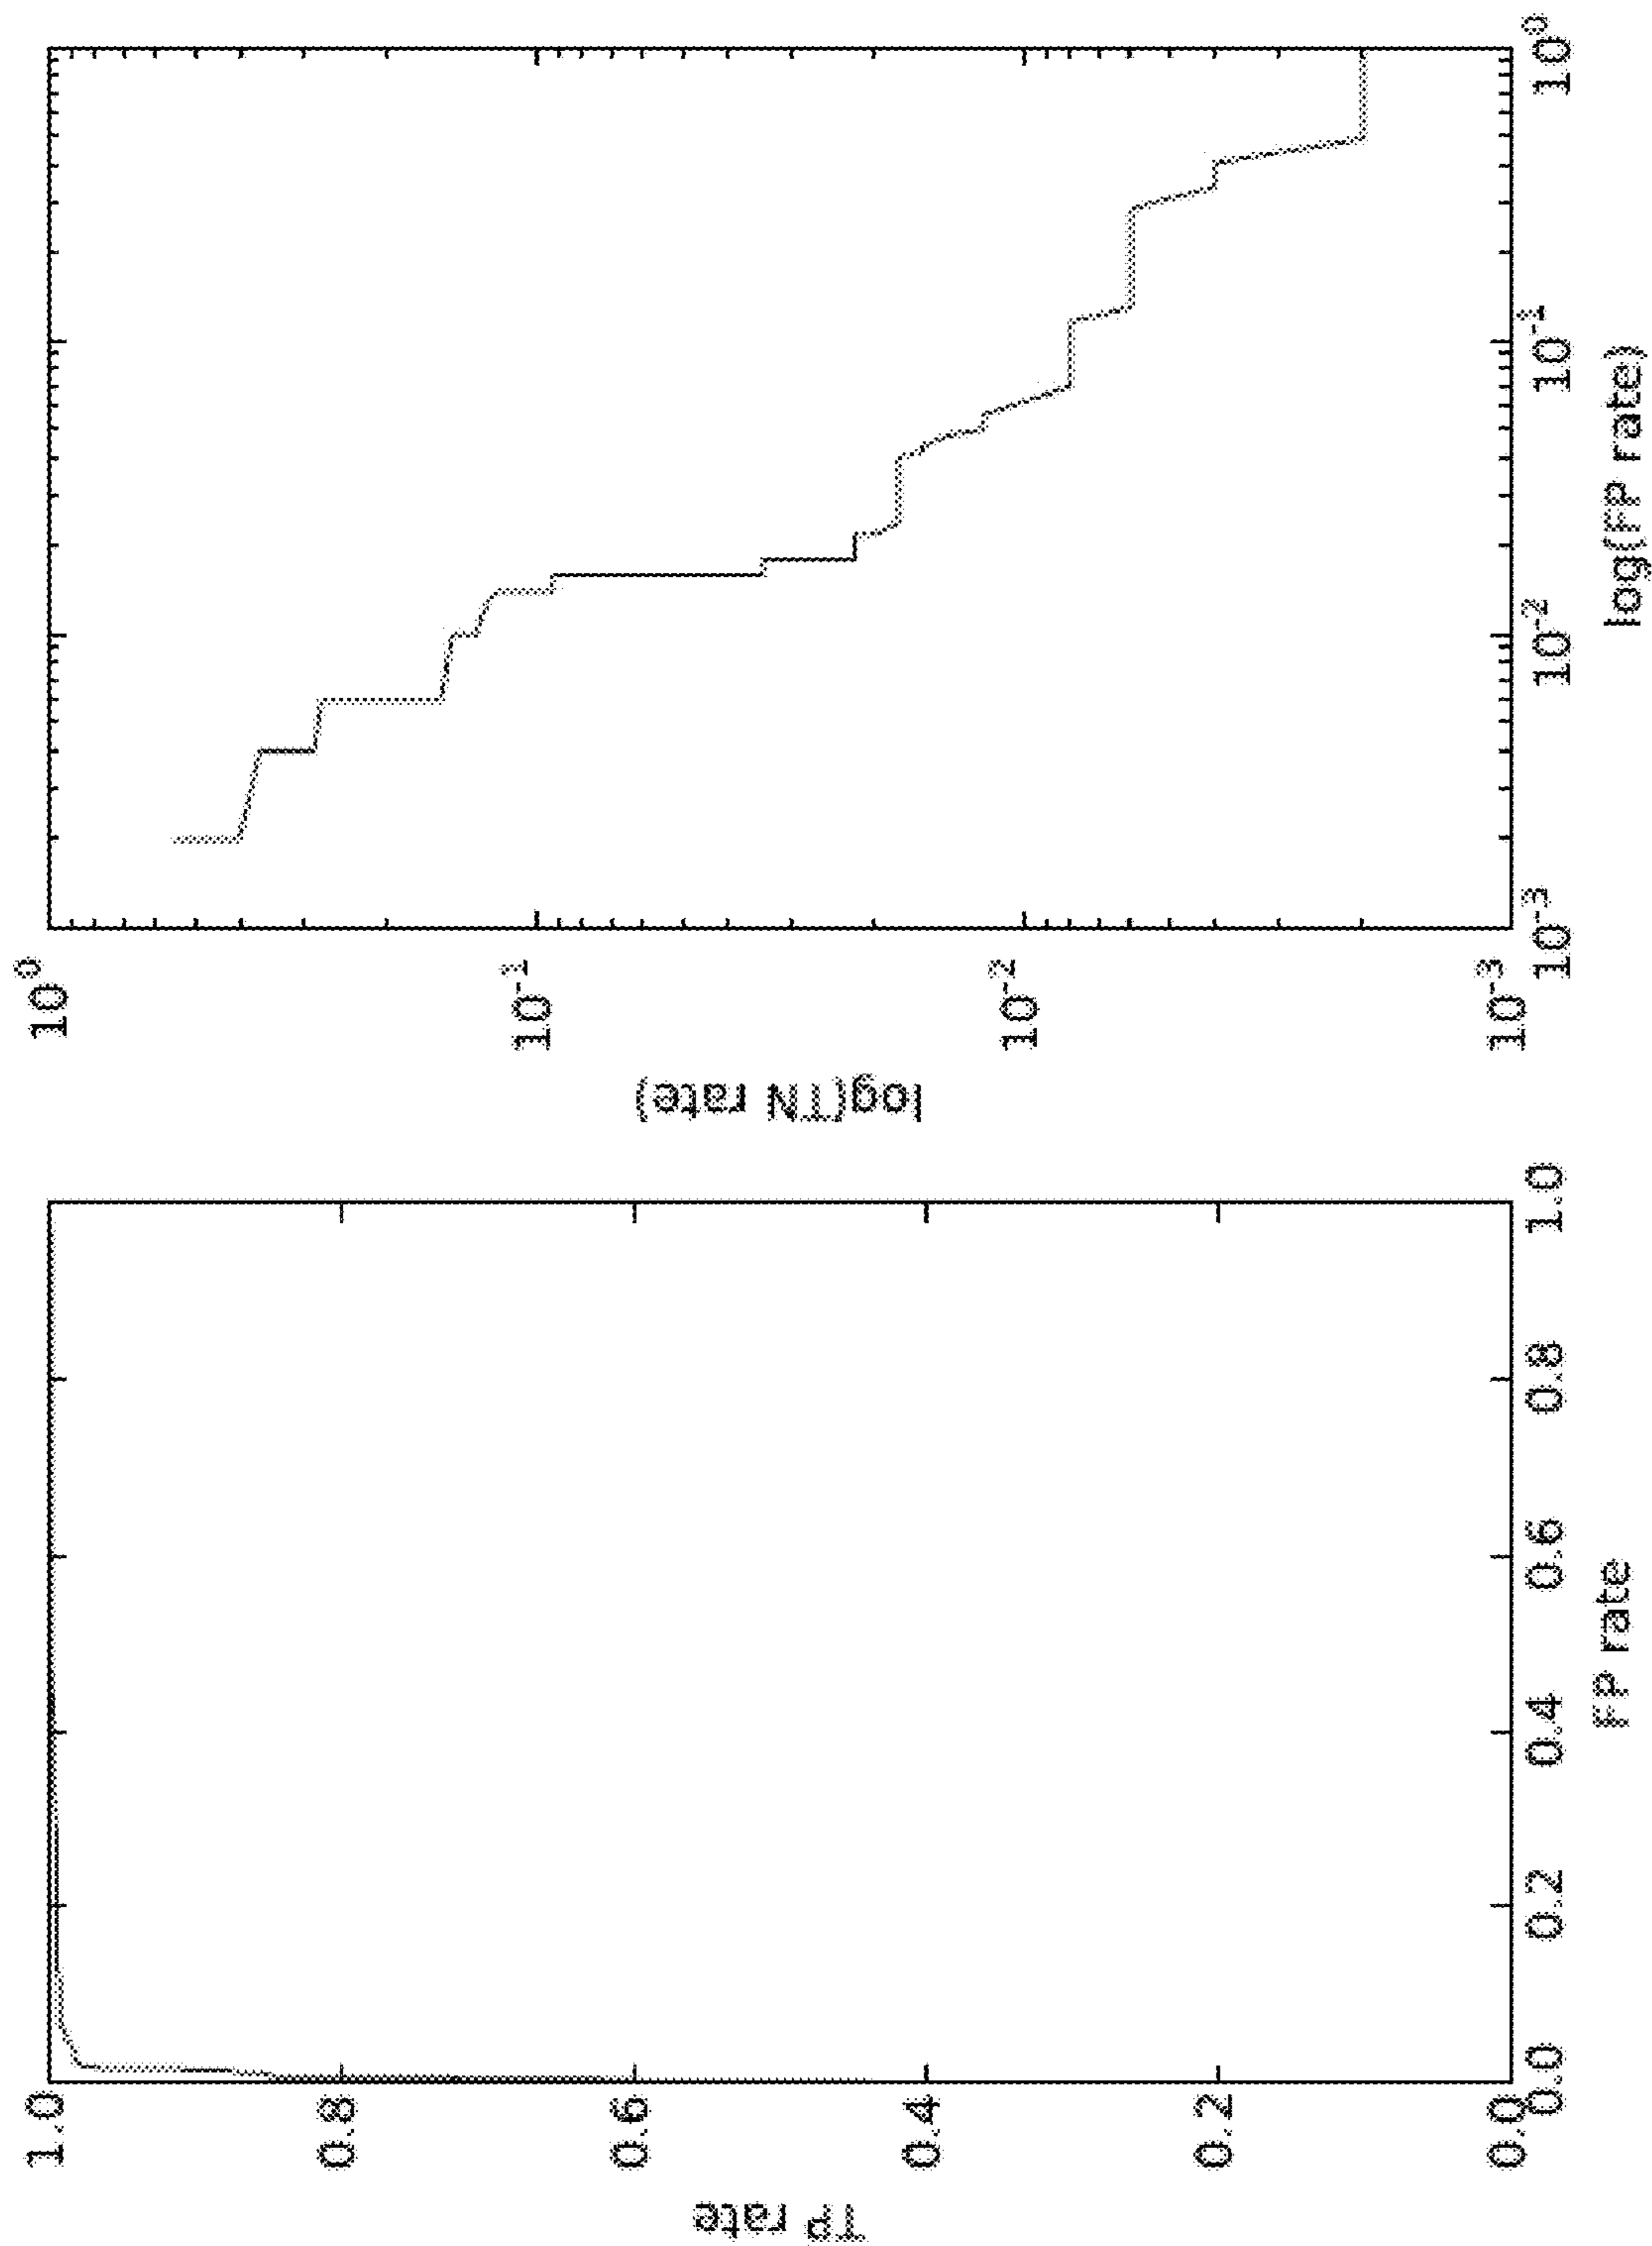 TP rate
1.0
0.8
0.6
0.4
0.2
0.0
0.0 0.2 0.4 0.6 0.8 1.0
FP rate
log(TN rate)
10^0
10^-1
10^-2
10^-3
10^-3 10^-2 10^-1 10^0
log(FP rate)